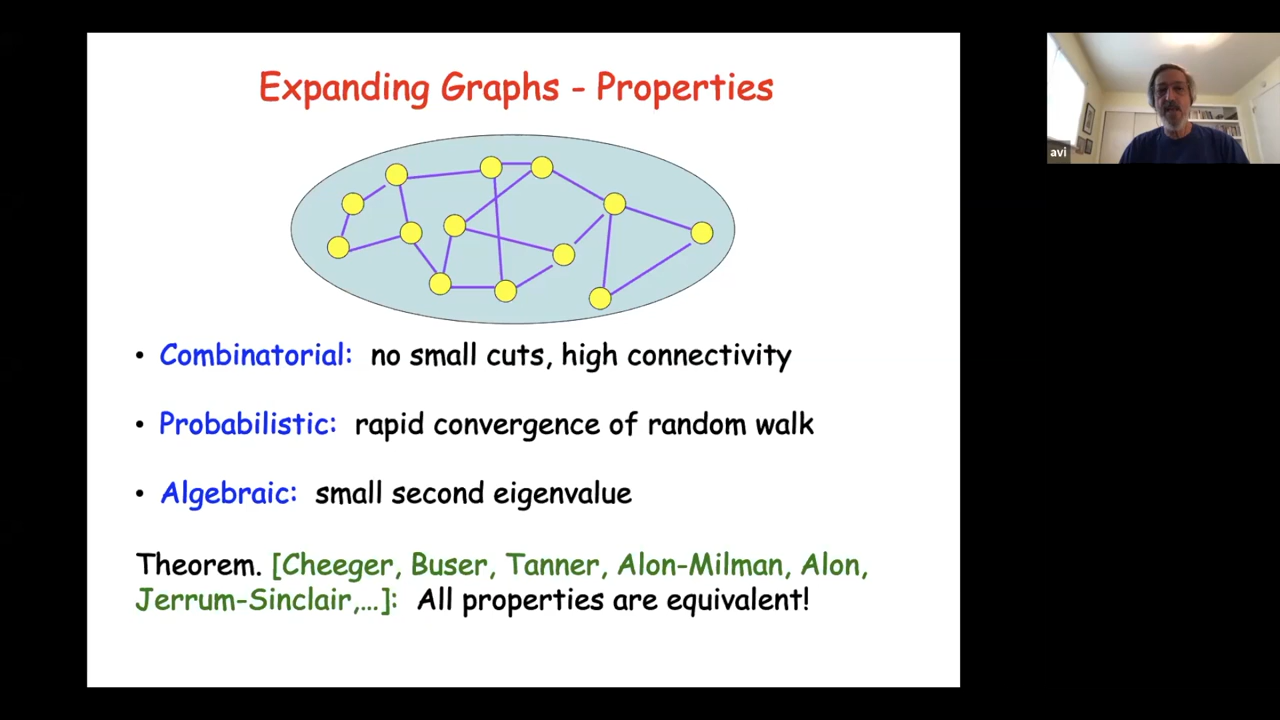 Expanding Graphs - Properties
avi
• Combinatorial: no small cuts, high connectivity
• Probabilistic: rapid convergence of random walk
• Algebraic: small second eigenvalue
Theorem. [Cheeger, Buser, Tanner, Alon-Milman, Alon,
Jerrum-Sinclair,...]: All properties are equivalent!